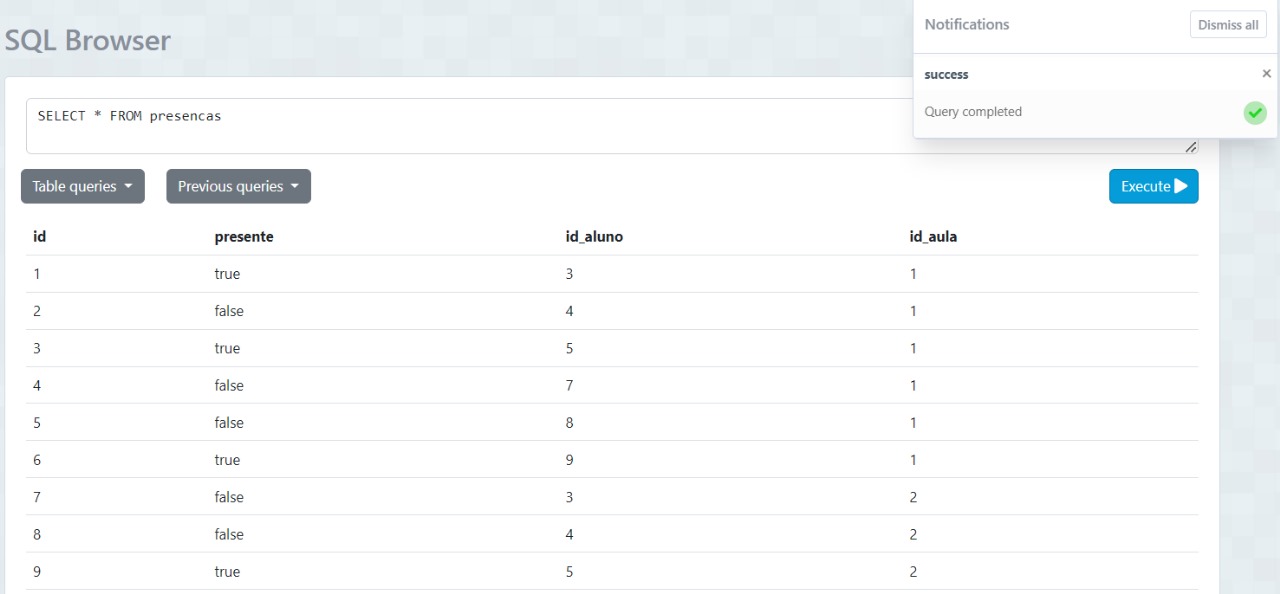 SQL Browser
Notifications
Dismiss all
success
×
Query completed
SELECT * FROM presencas
Table queries
Previous queries
Execute
id presente id_aluno id_aula
1 true 3 1
2 false 4 1
3 true 5 1
4 false 7 1
5 false 8 1
6 true 9 1
7 false 3 2
8 false 4 2
9 true 5 2